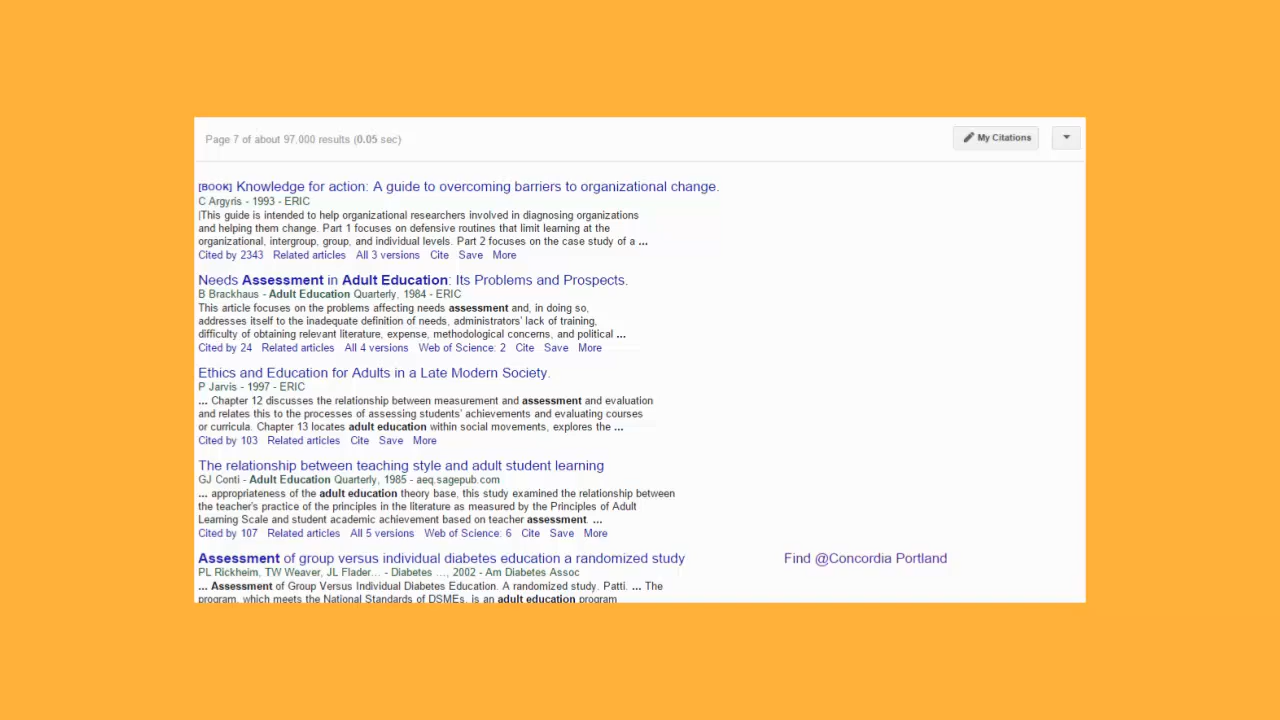 Page 7 of about 97,000 results (0.05 sec)
My Citations
[BOOK] Knowledge for action: A guide to overcoming barriers to organizational change.
C Argyris - 1993 - ERIC
This guide is intended to help organizational researchers involved in diagnosing organizations
and helping them change. Part 1 focuses on defensive routines that limit learning at the
organizational, intergroup, group, and individual levels. Part 2 focuses on the case study of a ...
Cited by 2343 Related articles All 3 versions Cite Save More
Needs Assessment in Adult Education: Its Problems and Prospects.
B Brackhaus - Adult Education Quarterly, 1984 - ERIC
This article focuses on the problems affecting needs assessment and, in doing so,
addresses itself to the inadequate definition of needs, administrators' lack of training,
difficulty of obtaining relevant literature, expense, methodological concerns, and political ...
Cited by 24 Related articles All 4 versions Web of Science: 2 Cite Save More
Ethics and Education for Adults in a Late Modern Society.
P Jarvis - 1997 - ERIC
... Chapter 12 discusses the relationship between measurement and assessment and evaluation
and relates this to the processes of assessing students' achievements and evaluating courses
or curricula. Chapter 13 locates adult education within social movements, explores the ...
Cited by 103 Related articles Cite Save More
The relationship between teaching style and adult student learning
GJ Conti - Adult Education Quarterly, 1985 - aeq.sagepub.com
... appropriateness of the adult education theory base, this study examined the relationship between
the teacher's practice of the principles in the literature as measured by the Principles of Adult
Learning Scale and student academic achievement based on teacher assessment. ...
Cited by 107 Related articles All 5 versions Web of Science: 6 Cite Save More
Assessment of group versus individual diabetes education a randomized study
Find @Concordia Portland
PL Rickheim, TW Weaver, JL Flader... - Diabetes ..., 2002 - Am Diabetes Assoc
... Assessment of Group Versus Individual Diabetes Education. A randomized study. Patti. ... The
program, which meets the National Standards of DSMEs, is an adult education program